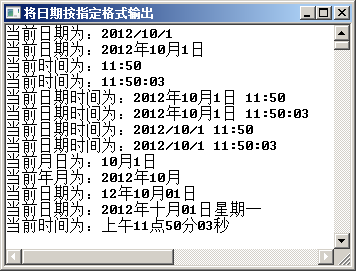 将日期按指定格式输出
当前日期为：2012/10/1
当前日期为：2012年10月1日
当前时间为：11:50
当前时间为：11:50:03
当前日期时间为：2012年10月1日 11:50
当前日期时间为：2012年10月1日 11:50:03
当前日期时间为：2012/10/1 11:50
当前日期时间为：2012/10/1 11:50:03
当前月日为：10月1日
当前年月为：2012年10月
当前日期为：12年10月01日
当前日期为：2012年十月01日星期一
当前时间为：上午11点50分03秒